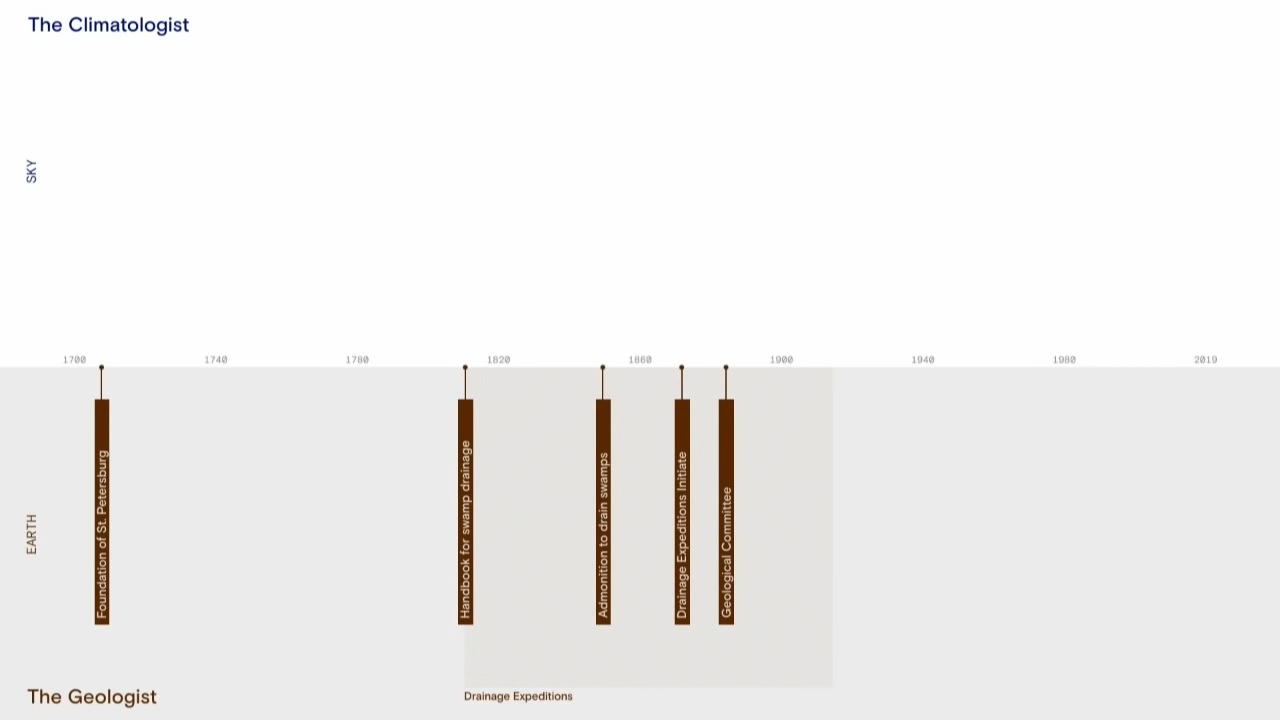 The Climatologist
SKY
1700 1740 1780 1820 1860 1900 1940 1980 2019
Foundation of St. Petersburg
Handbook for swamp drainage
Admonition to drain swamps
Drainage Expeditions Initiate
Geological Committee
EARTH
The Geologist
Drainage Expeditions